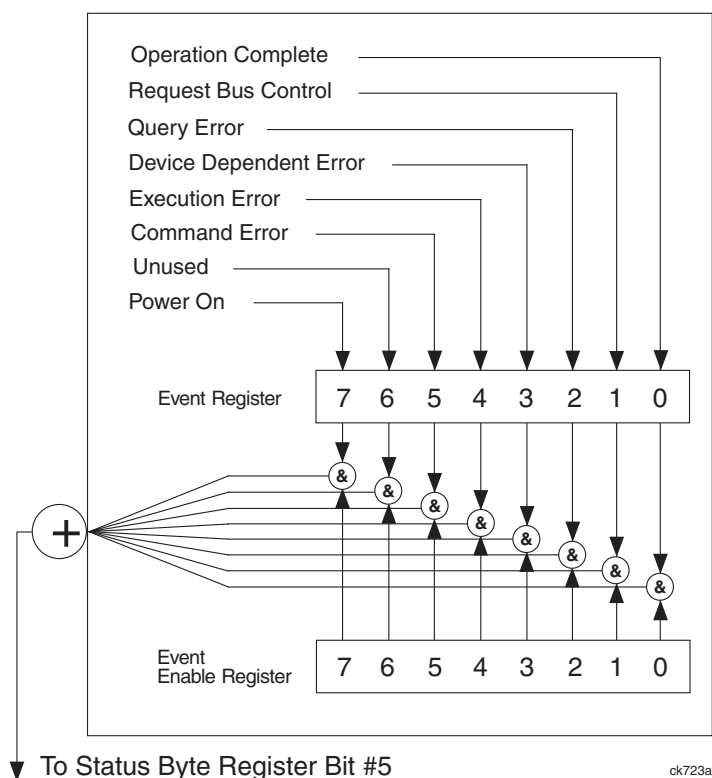 Operation Complete
Request Bus Control
Query Error
Device Dependent Error
Execution Error
Command Error
Unused
Power On
Event Register 7 6 5 4 3 2 1 0
&
&
&
&
&
&
&
&
+
Event
Enable Register 7 6 5 4 3 2 1 0
To Status Byte Register Bit #5
ck723a